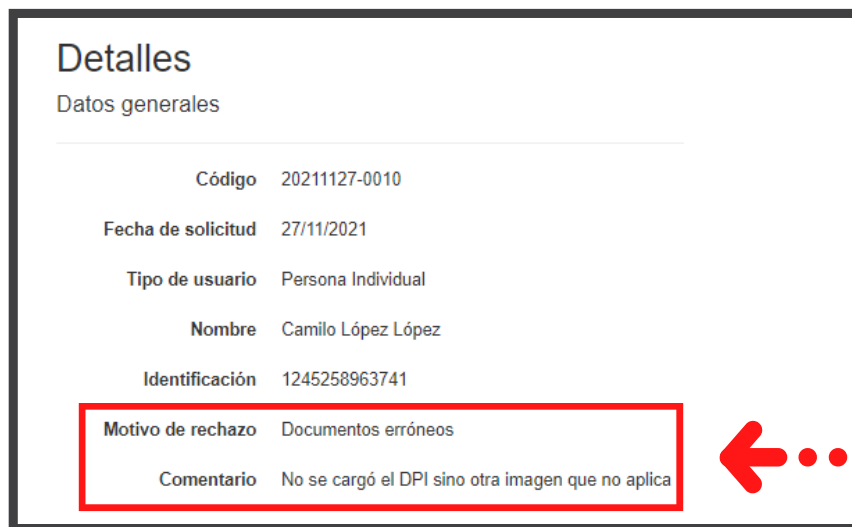 Detalles
Datos generales
Código 20211127-0010
Fecha de solicitud 27/11/2021
Tipo de usuario Persona Individual
Nombre Camilo López López
Identificación 1245258963741
Motivo de rechazo Documentos erróneos
Comentario No se cargó el DPI sino otra imagen que no aplica